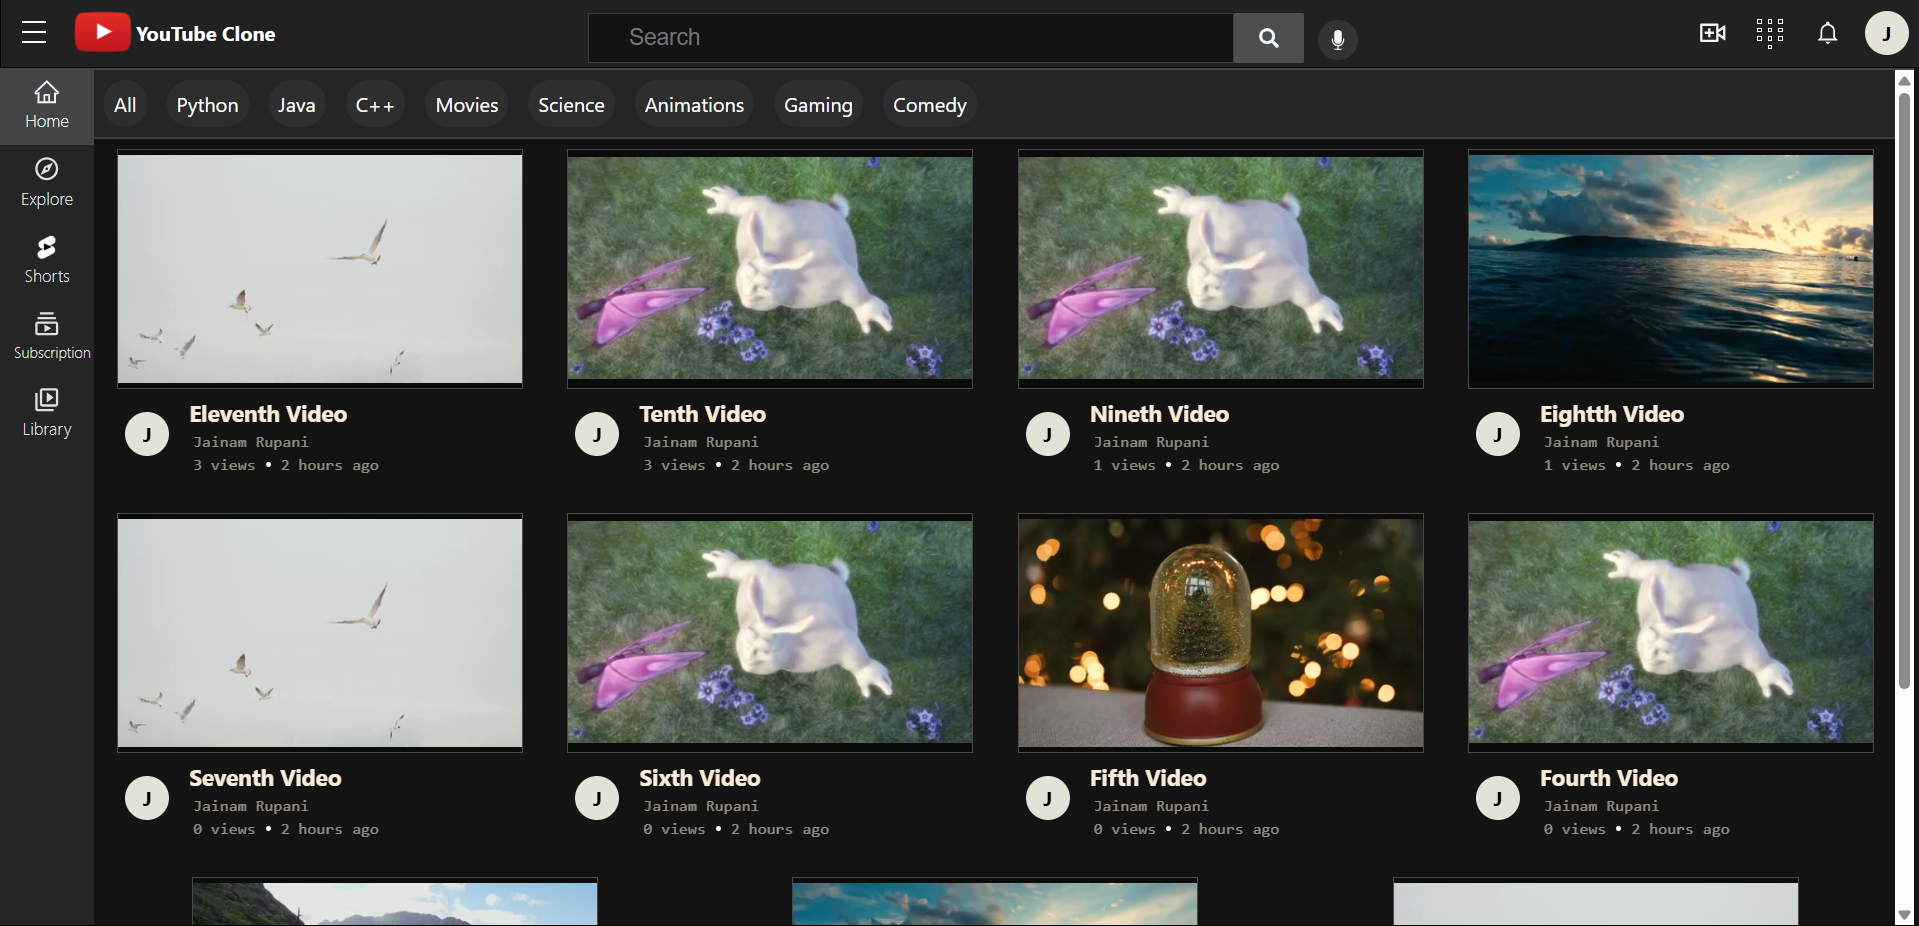 YouTube Clone
Search
J
Home
Explore
Shorts
Subscription
Library
All Python Java C++ Movies Science Animations Gaming Comedy
J
Eleventh Video
Jainam Rupani
3 views • 2 hours ago
J
Tenth Video
Jainam Rupani
3 views • 2 hours ago
J
Nineth Video
Jainam Rupani
1 views • 2 hours ago
J
Eightth Video
Jainam Rupani
1 views • 2 hours ago
J
Seventh Video
Jainam Rupani
0 views • 2 hours ago
J
Sixth Video
Jainam Rupani
0 views • 2 hours ago
J
Fifth Video
Jainam Rupani
0 views • 2 hours ago
J
Fourth Video
Jainam Rupani
0 views • 2 hours ago